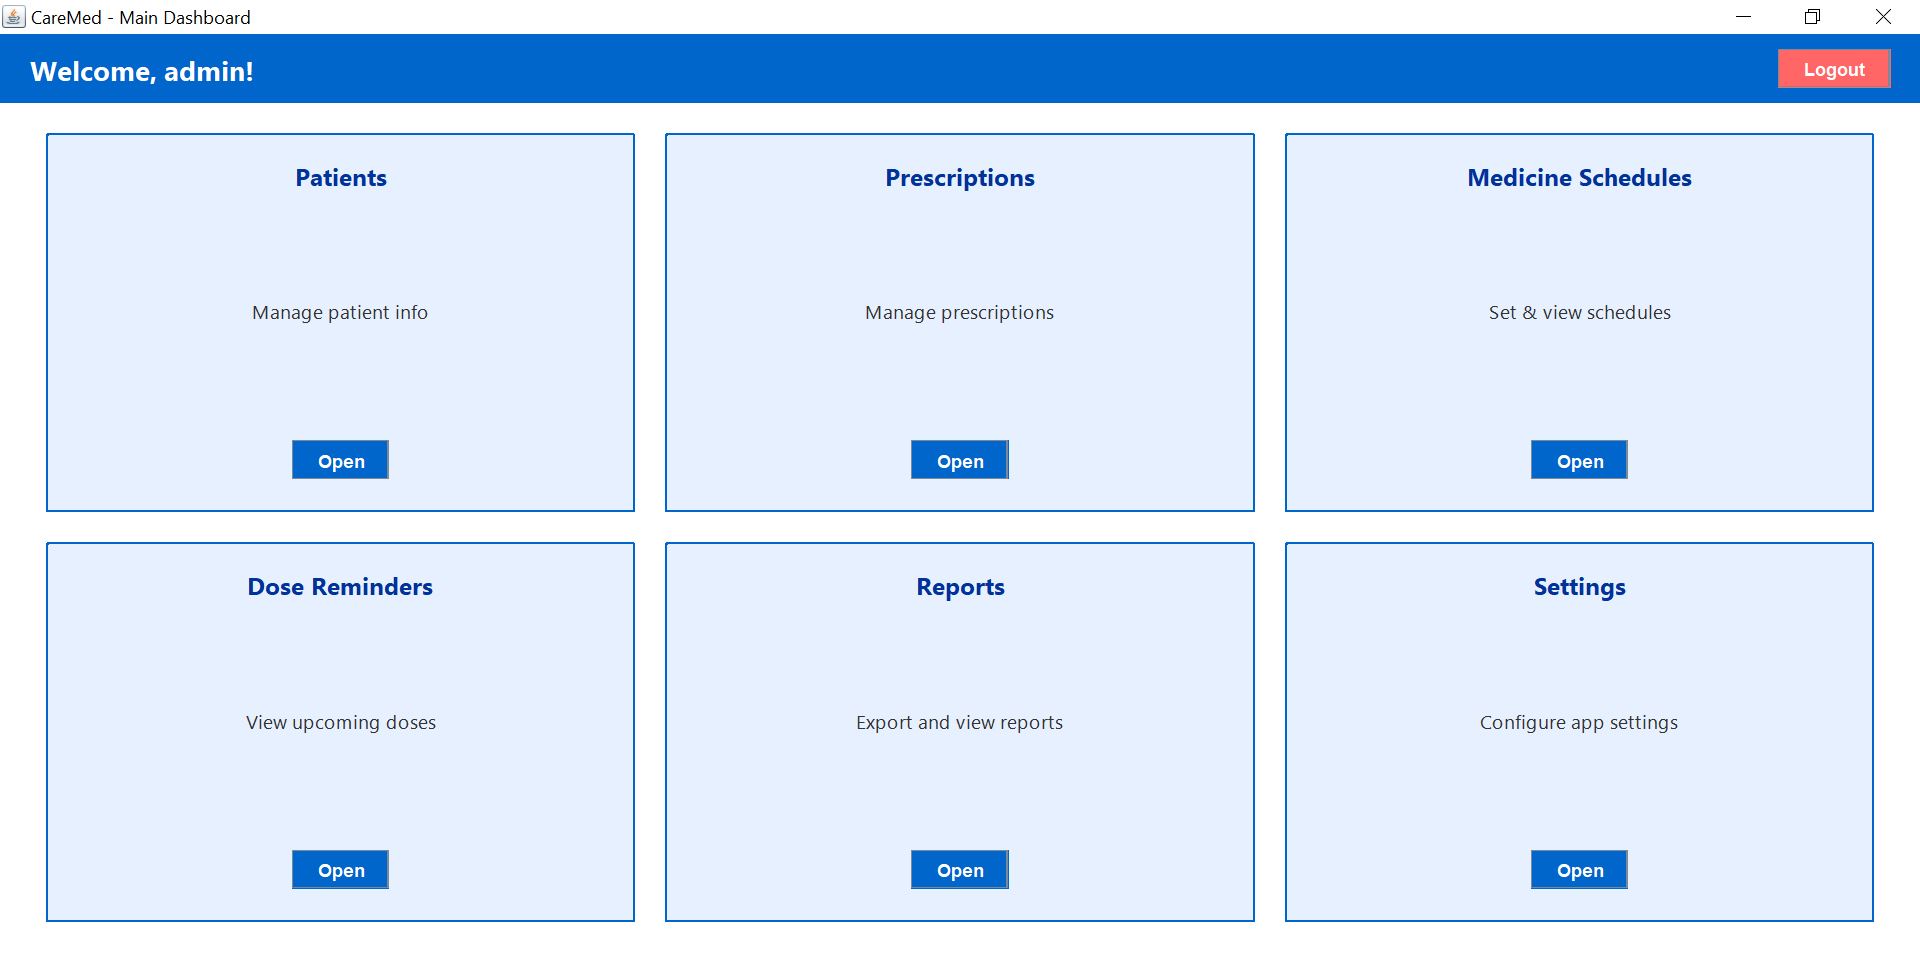 CareMed - Main Dashboard
Welcome, admin!
Logout
Patients
Prescriptions
Medicine Schedules
Manage patient info
Manage prescriptions
Set & view schedules
Open
Open
Open
Dose Reminders
Reports
Settings
View upcoming doses
Export and view reports
Configure app settings
Open
Open
Open